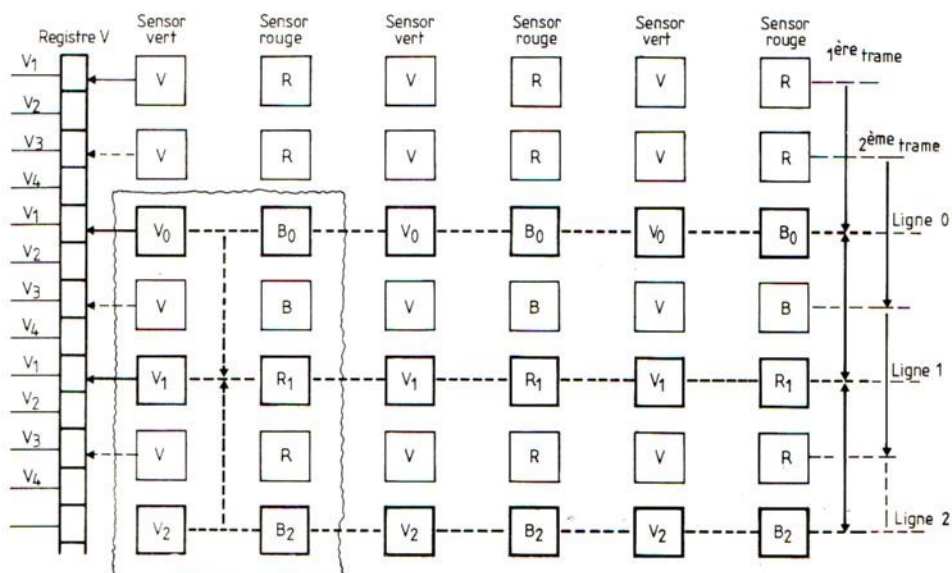 Registre V
Sensor vert
Sensor rouge
Sensor vert
Sensor rouge
Sensor vert
Sensor rouge
1ère trame
V1 V R V R V R
V2
2ème trame
V3 V R V R V R
V4
V1 V0 B0 V0 B0 V0 B0 Ligne 0
V2
V3 V B V B V B
V4
V1 V1 R1 V1 R1 V1 R1 Ligne 1
V2
V3 V R V R V R
V4
V2 B2 V2 B2 V2 B2 Ligne 2